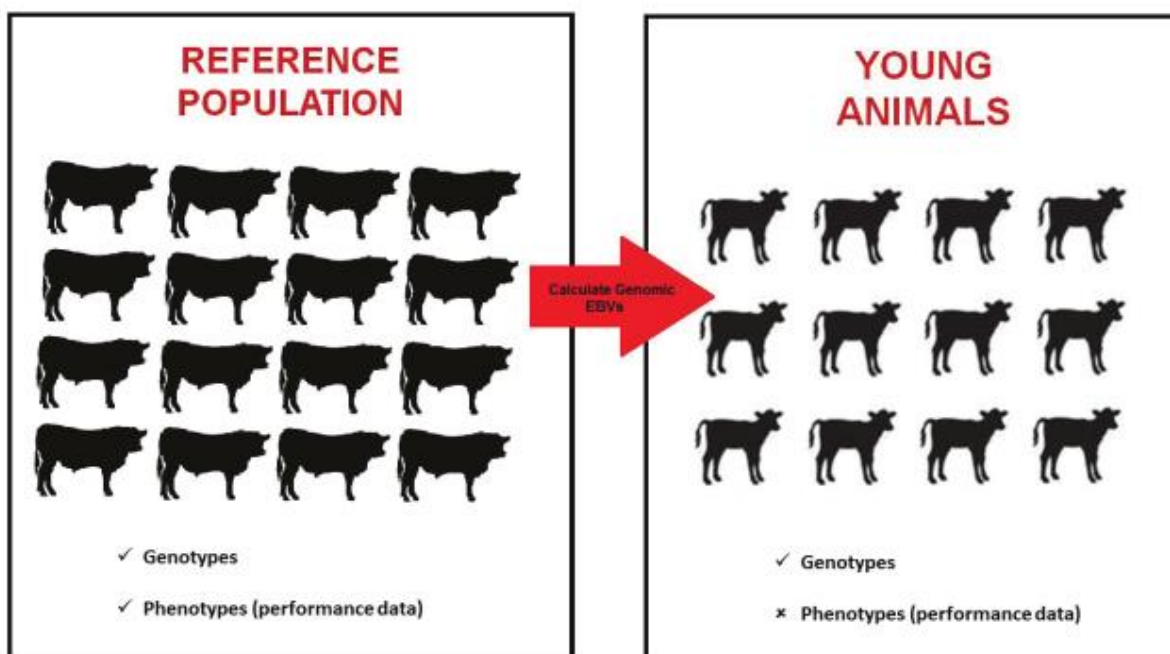 REFERENCE
POPULATION
✓ Genotypes
✓ Phenotypes (performance data)
Calculate Genomic
EBVs
YOUNG
ANIMALS
✓ Genotypes
× Phenotypes (performance data)